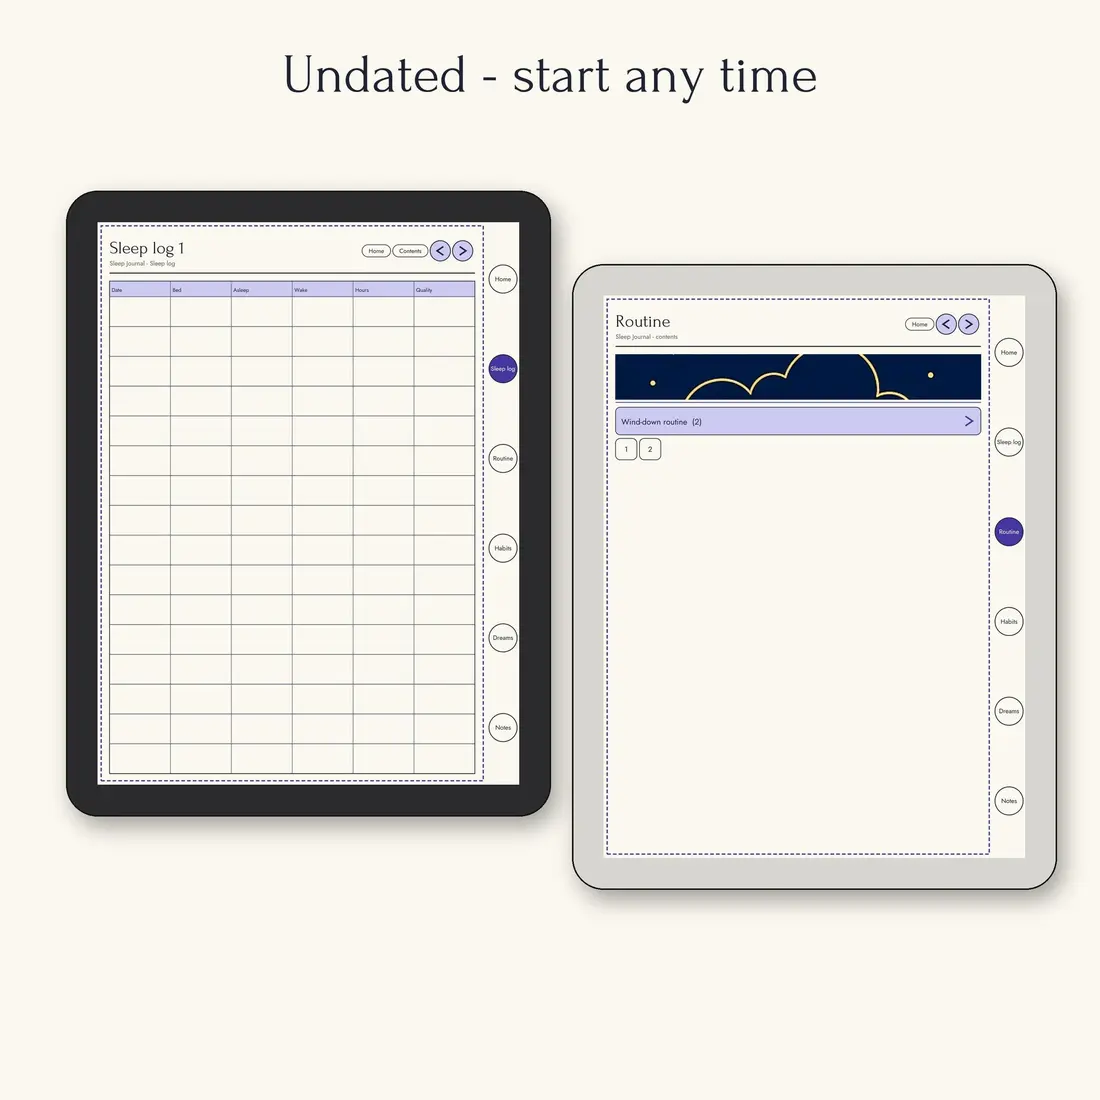 Undated - start any time
Sleep log 1
Sleep Journal - Sleep log
Home
Contents
Date
Bed
Asleep
Wake
Hours
Quality
Home
Sleep log
Routine
Habits
Dreams
Notes
Routine
Sleep Journal - contents
Home
Wind-down routine (2)
1
2
Home
Sleep log
Routine
Habits
Dreams
Notes